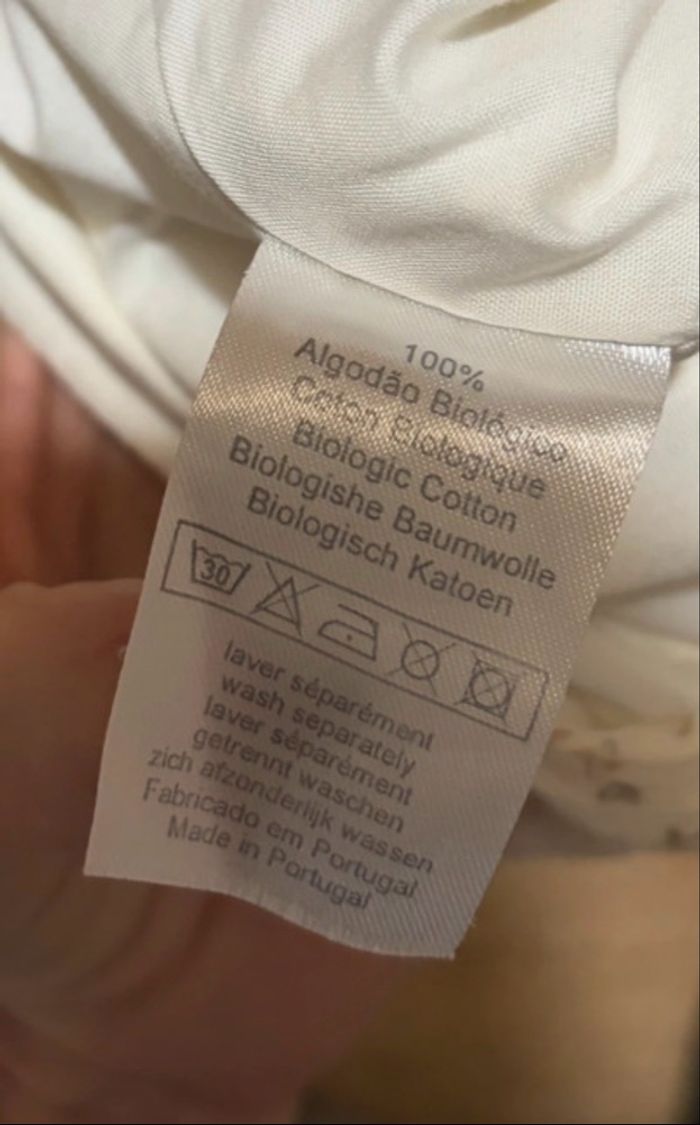 100%
Algodão Biológico
Coton Biologique
Biologic Cotton
Biologishe Baumwolle
Biologisch Katoen
30
laver séparément
wash separately
laver séparément
getrennt waschen
zich afzonderlijk wassen
Fabricado em Portugal
Made in Portugal